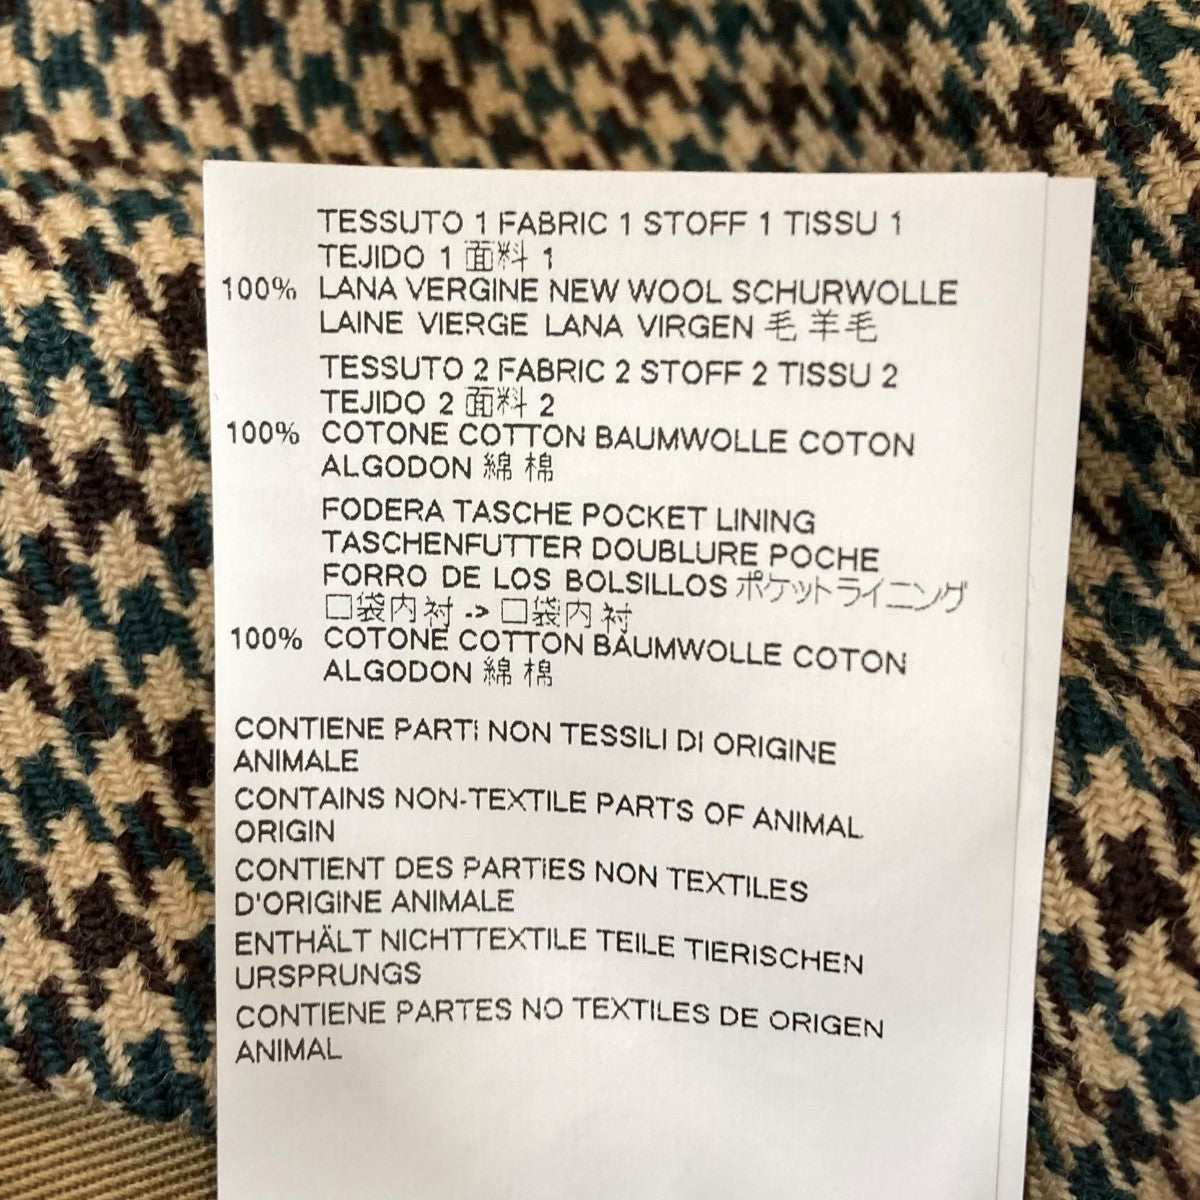 TESSUTO 1 FABRIC 1 STOFF 1 TISSU 1
TEJIDO 1 面料 1
100% LANA VERGINE NEW WOOL SCHURWOLLE
LAINE VIERGE LANA VIRGEN 毛 羊毛
TESSUTO 2 FABRIC 2 STOFF 2 TISSU 2
TEJIDO 2 面料 2
100% COTONE COTTON BAUMWOLLE COTON
ALGODON 綿 棉
FODERA TASCHE POCKET LINING
TASCHENFUTTER DOUBLURE POCHE
FORRO DE LOS BOLSILLOS ポケットライニング
口袋内衬 -> 口袋内衬
100% COTONE COTTON BAUMWOLLE COTON
ALGODON 綿 棉
CONTIENE PARTI NON TESSILI DI ORIGINE
ANIMALE
CONTAINS NON-TEXTILE PARTS OF ANIMAL
ORIGIN
CONTIENT DES PARTIES NON TEXTILES
D'ORIGINE ANIMALE
ENTHÄLT NICHTTEXTILE TEILE TIERISCHEN
URSPRUNGS
CONTIENE PARTES NO TEXTILES DE ORIGEN
ANIMAL